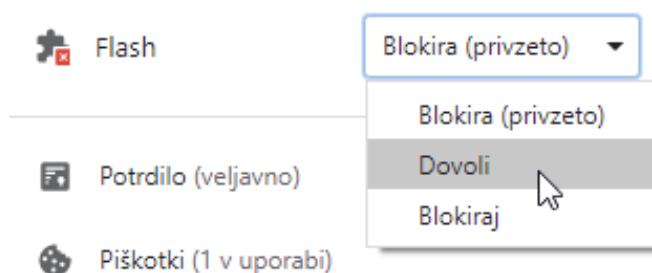 Flash
Blokira (privzeto)
Blokira (privzeto)
Dovoli
Blokiraj
Potrdilo (veljavno)
Piškotki (1 v uporabi)